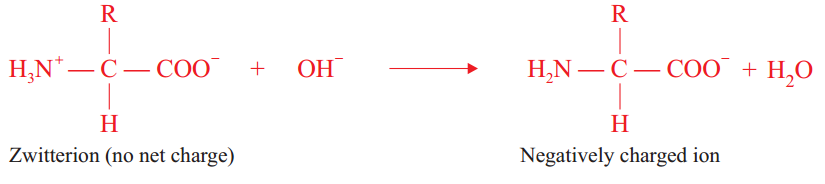 R R
H₃N⁺ — C — COO⁻ + OH⁻ ⟶ H₂N — C — COO⁻ + H₂O
H H
Zwitterion (no net charge) Negatively charged ion